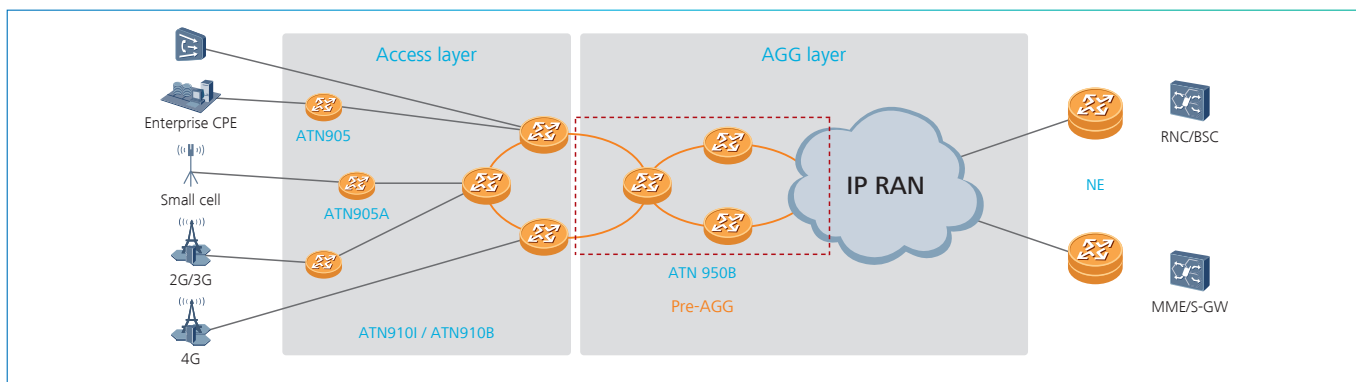 Access layer
AGG layer
Enterprise CPE
ATN905
RNC/BSC
IP RAN
NE
Small cell
ATN905A
2G/3G
ATN 950B
Pre-AGG
MME/S-GW
ATN910I / ATN910B
4G